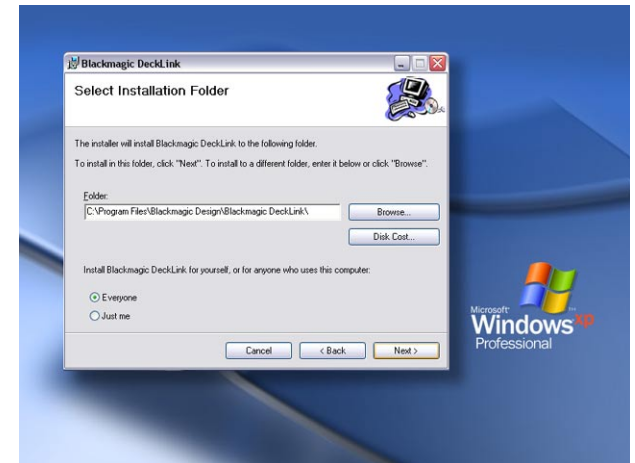 Blackmagic DeckLink
Select Installation Folder
The installer will install Blackmagic DeckLink to the following folder.
To install in this folder, click "Next". To install to a different folder, enter it below or click "Browse".
Folder:
C:\Program Files\Blackmagic Design\Blackmagic DeckLink\
Browse...
Disk Cost...
Install Blackmagic DeckLink for yourself, or for anyone who uses this computer:
Everyone
Just me
Cancel
< Back
Next >
Microsoft
Windows xp
Professional